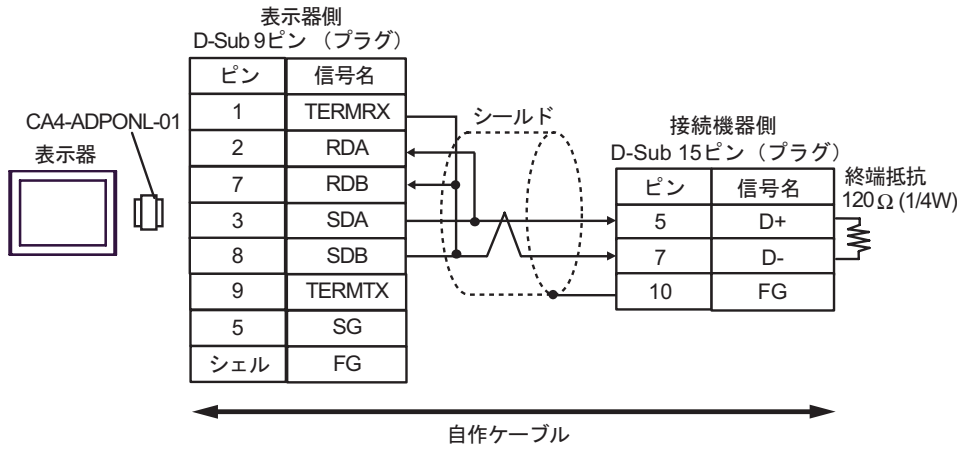 表示器側
D-Sub 9ピン （プラグ）
CA4-ADPONL-01
表示器
ピン 信号名
1 TERMRX
2 RDA
7 RDB
3 SDA
8 SDB
9 TERMTX
5 SG
シェル FG
シールド
接続機器側
D-Sub 15ピン（プラグ）
ピン 信号名
5 D+
7 D-
10 FG
終端抵抗
120Ω (1/4W)
自作ケーブル